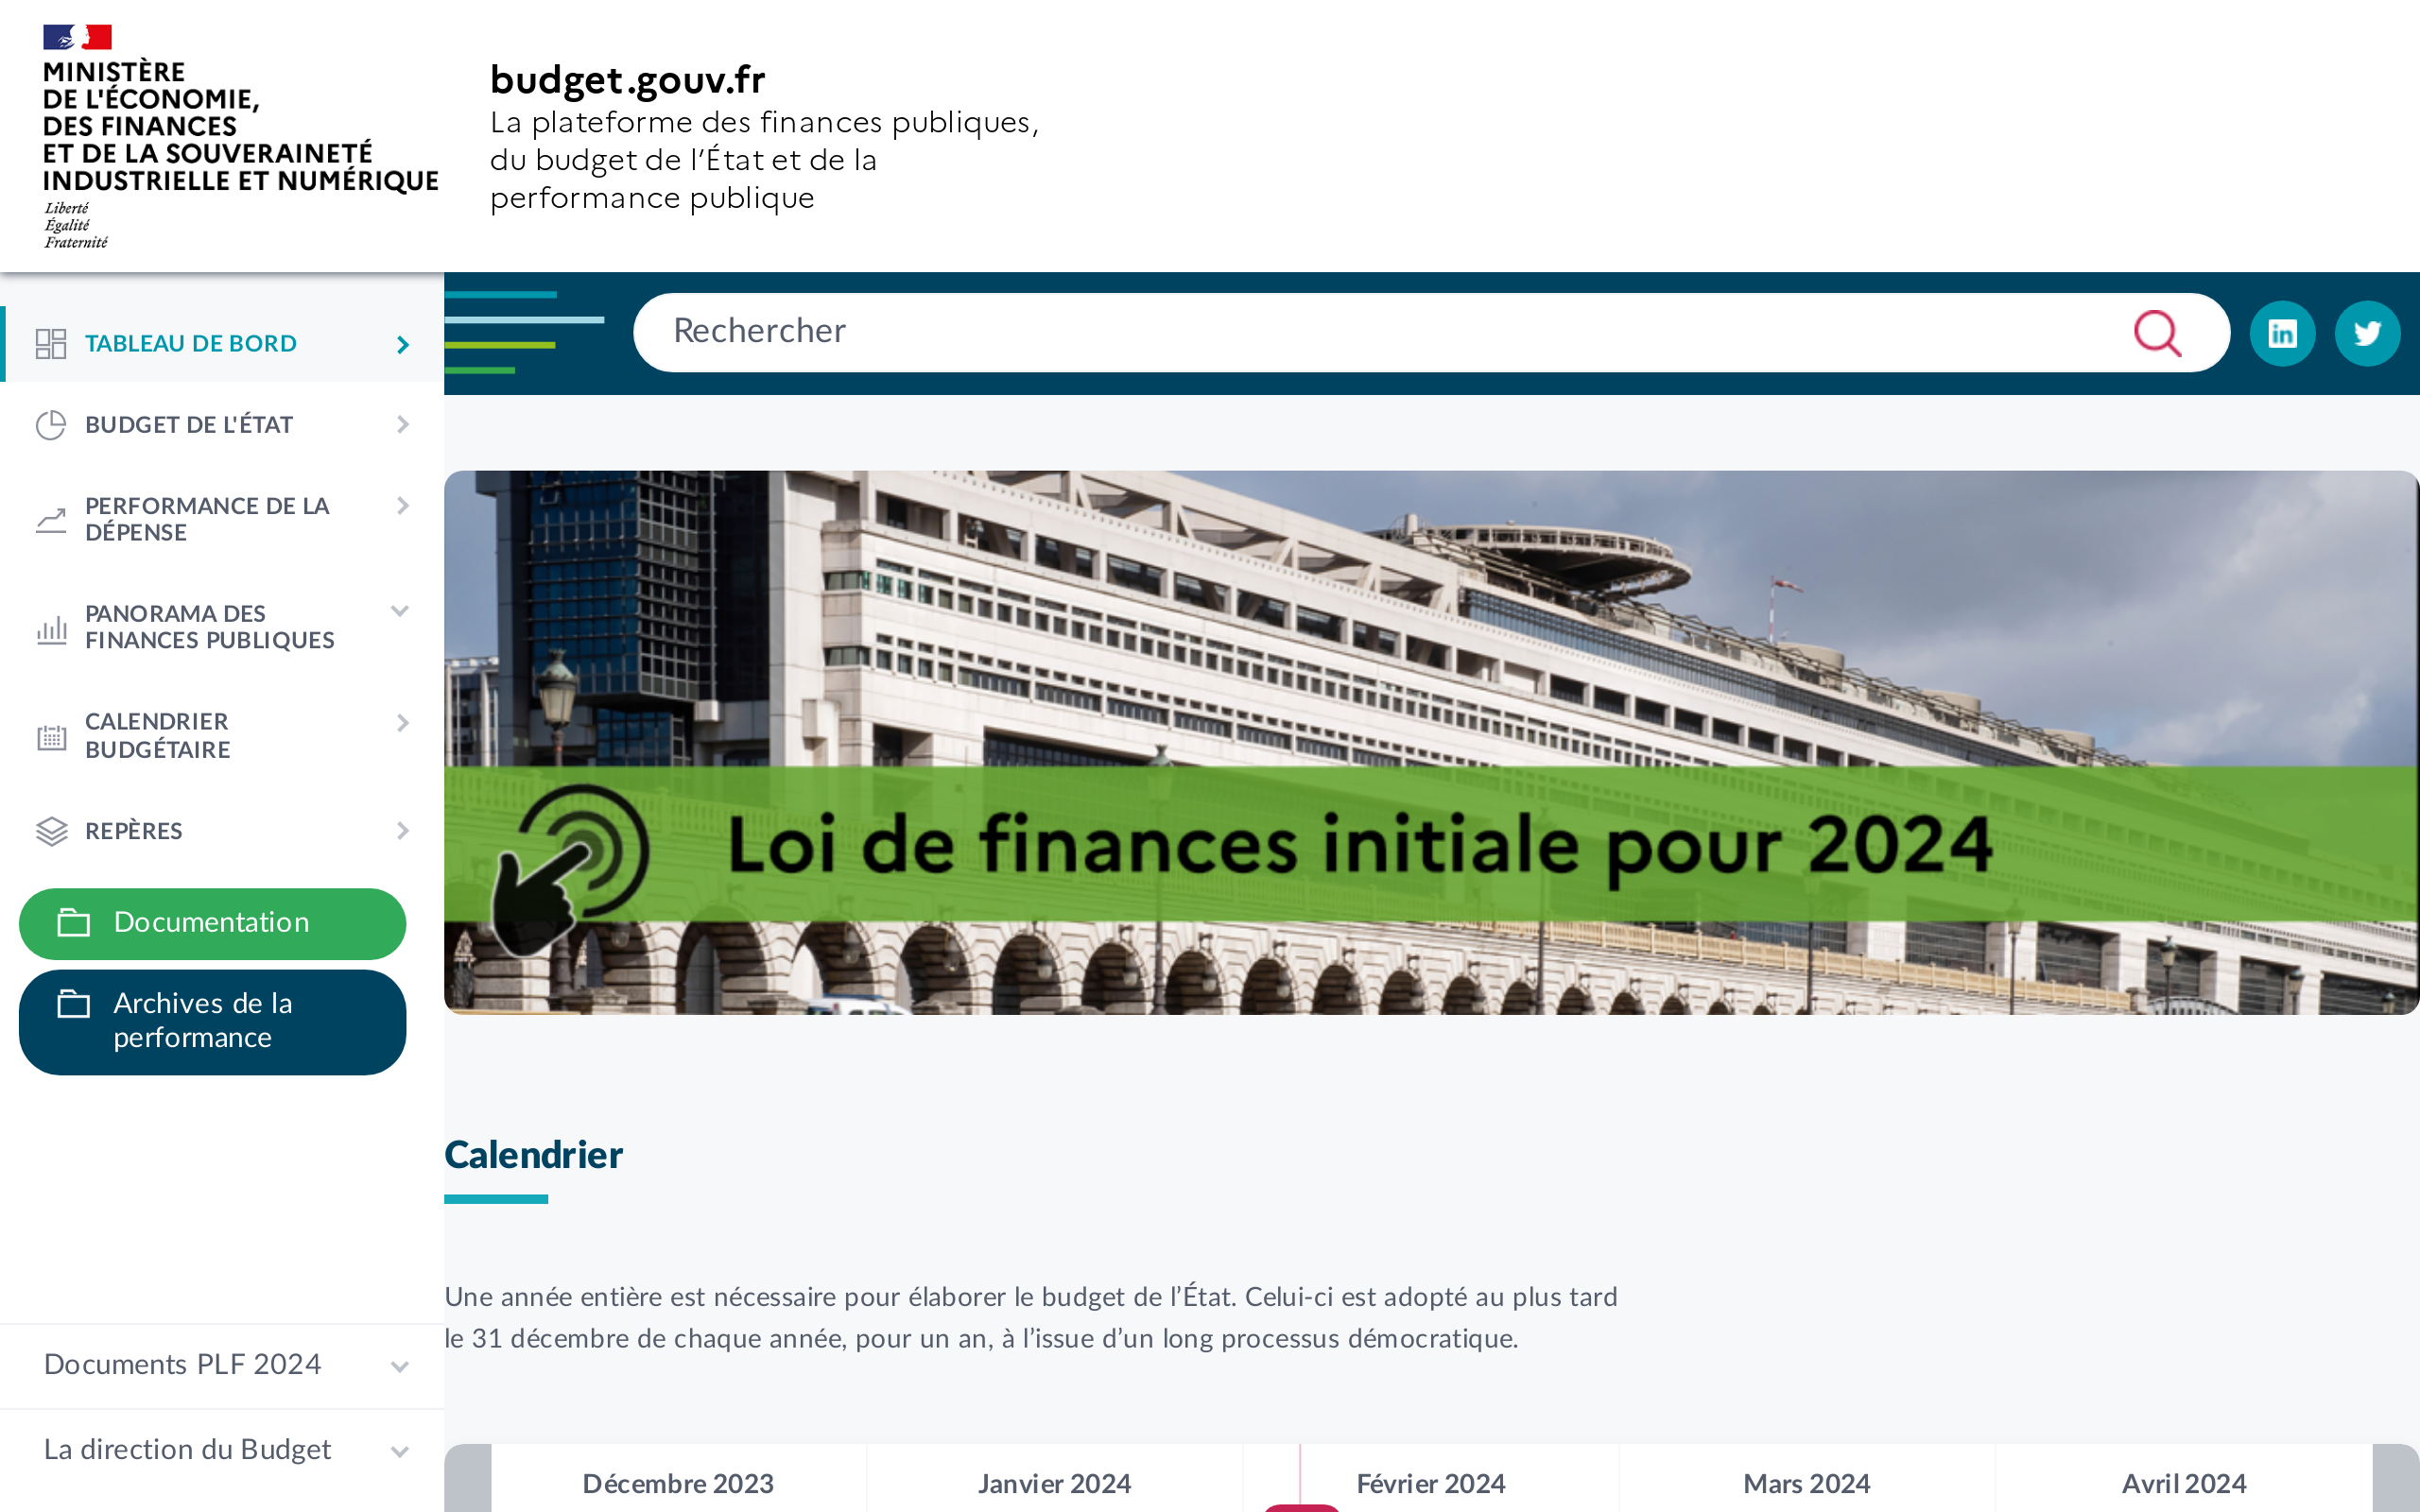 MINISTÈRE
DE L'ÉCONOMIE,
DES FINANCES
ET DE LA SOUVERAINETÉ
INDUSTRIELLE ET NUMÉRIQUE
Liberté
Égalité
Fraternité
budget.gouv.fr
La plateforme des finances publiques,
du budget de l’État et de la
performance publique
TABLEAU DE BORD
BUDGET DE L'ÉTAT
PERFORMANCE DE LA
DÉPENSE
PANORAMA DES
FINANCES PUBLIQUES
CALENDRIER
BUDGÉTAIRE
REPÈRES
Documentation
Archives de la
performance
Documents PLF 2024
La direction du Budget
Rechercher
in
Loi de finances initiale pour 2024
Calendrier
Une année entière est nécessaire pour élaborer le budget de l’État. Celui-ci est adopté au plus tard
le 31 décembre de chaque année, pour un an, à l’issue d’un long processus démocratique.
Décembre 2023
Janvier 2024
Février 2024
Mars 2024
Avril 2024